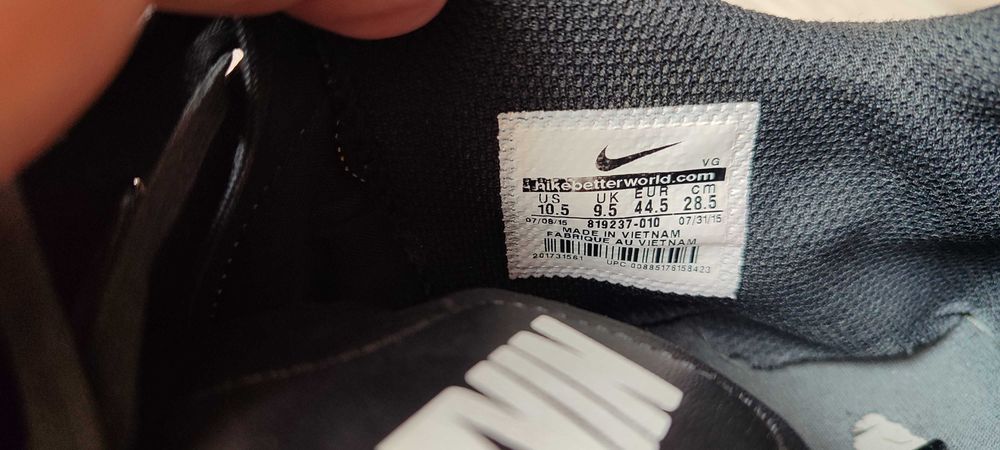 VG
nikebetterworld.com
US UK EUR cm
10.5 9.5 44.5 28.5
07/08/15 819237-010 07/31/15
MADE IN VIETNAM
FABRIQUE AU VIETNAM
201731561 UPC 00885176158423